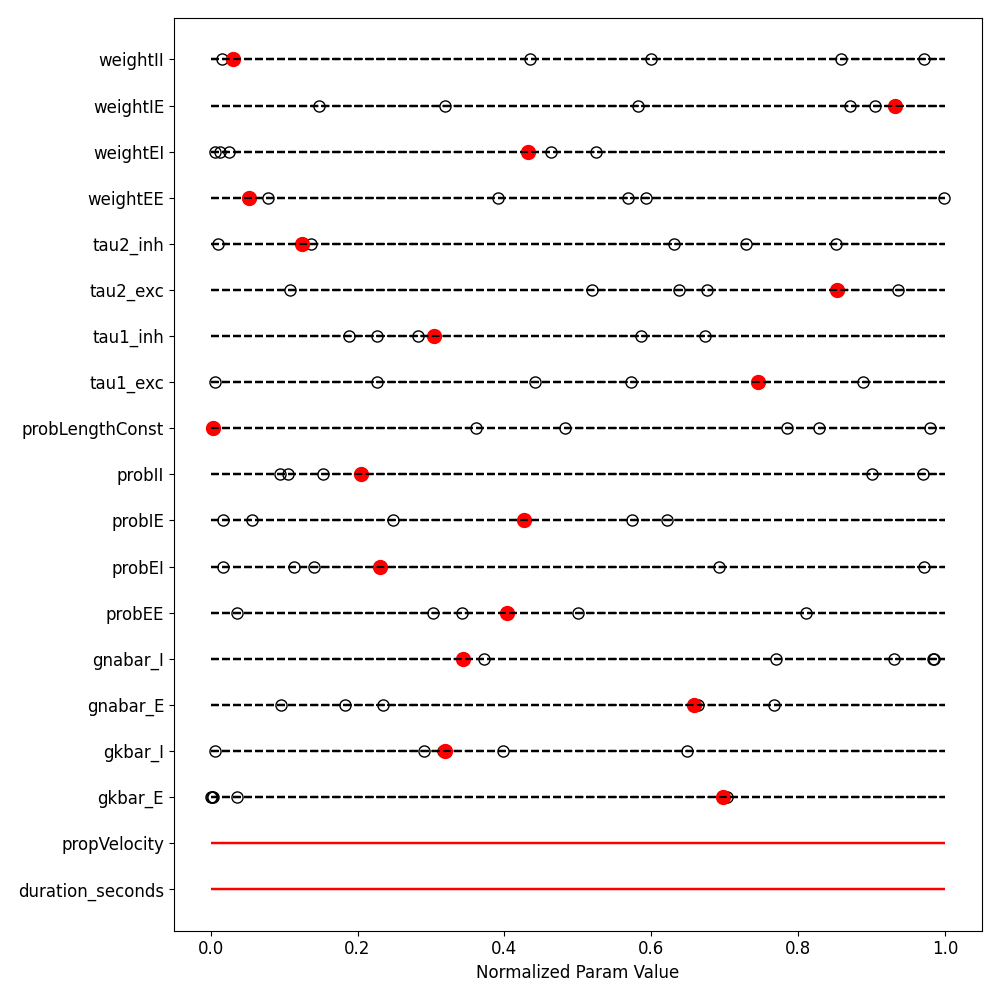 weightII
weightIE
weightEI
weightEE
tau2_inh
tau2_exc
tau1_inh
tau1_exc
probLengthConst
probII
probIE
probEI
probEE
gnabar_I
gnabar_E
gkbar_I
gkbar_E
propVelocity
duration_seconds
0.0 0.2 0.4 0.6 0.8 1.0
Normalized Param Value